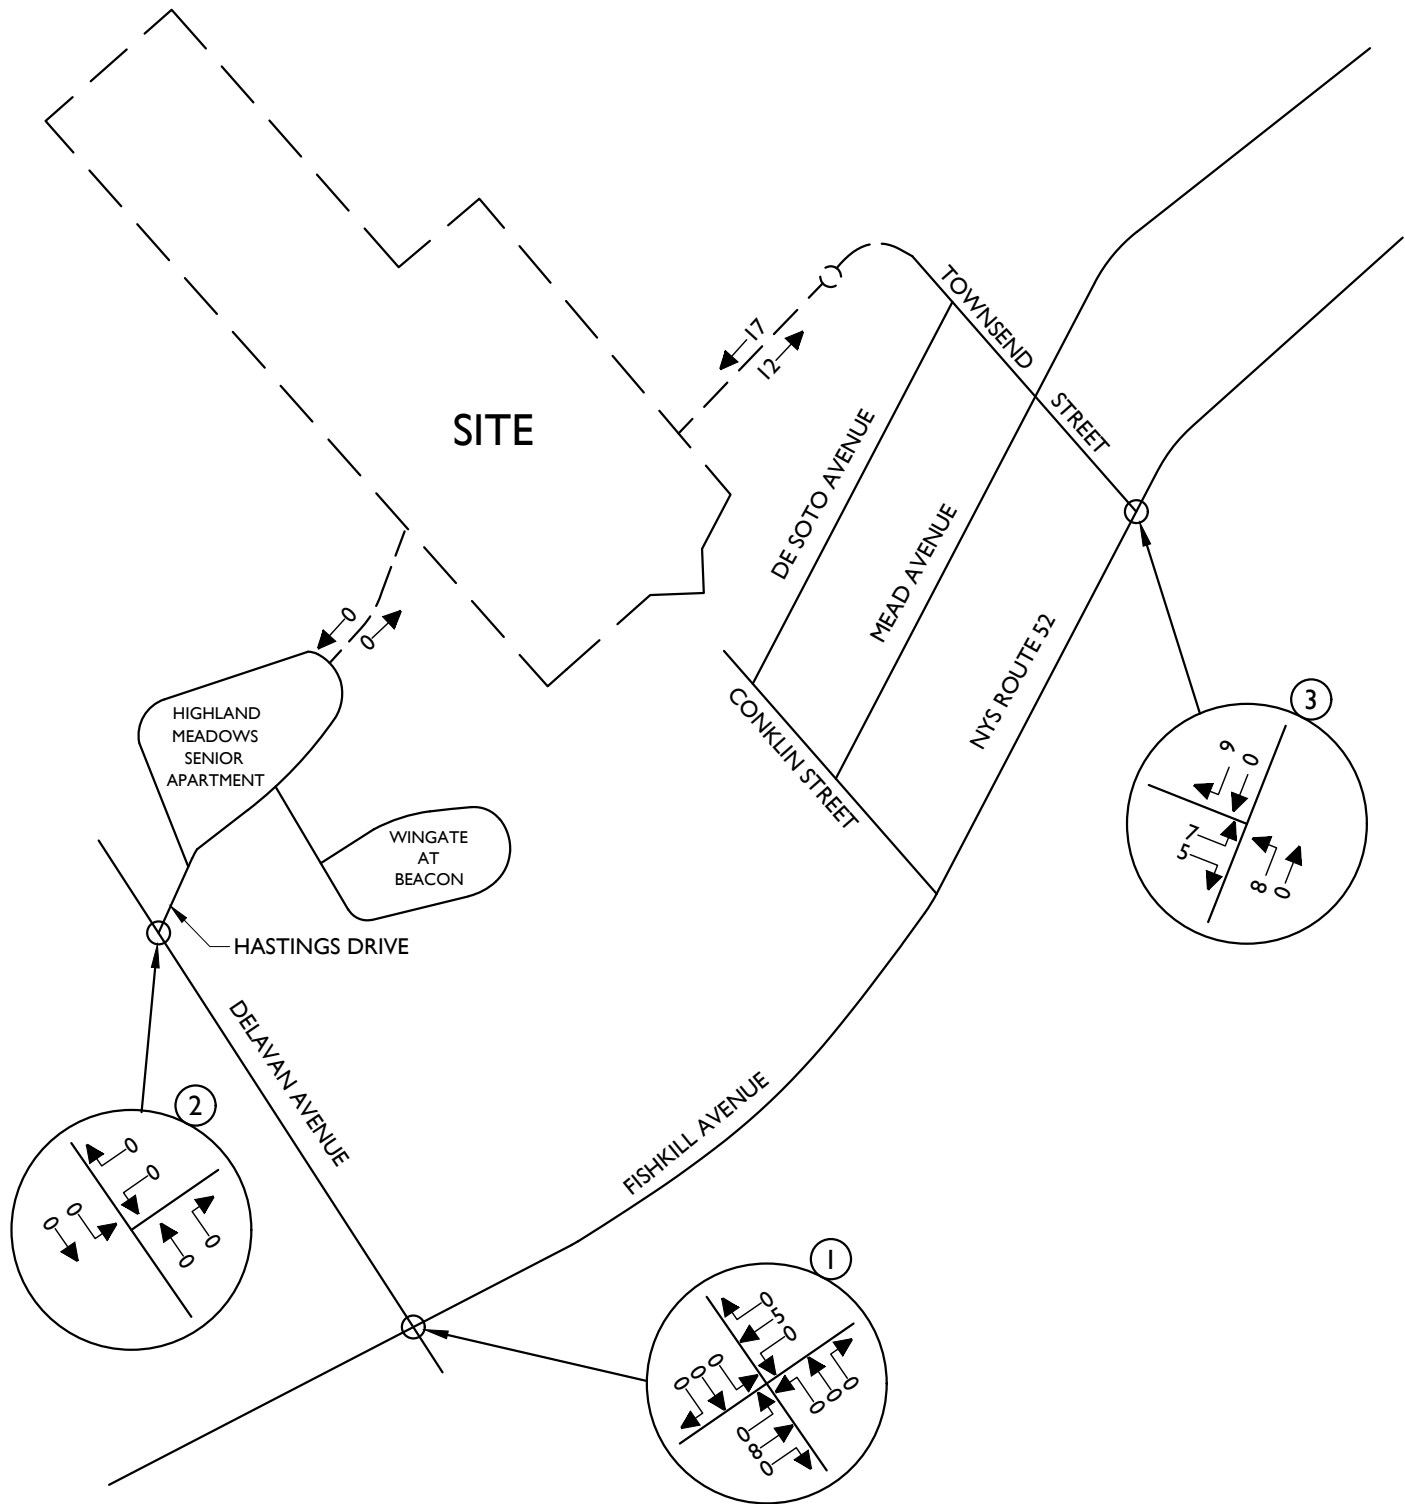 TOWNSEND
STREET
17
12
SITE
DE SOTO AVENUE
MEAD AVENUE
NYS ROUTE 52
CONKLIN STREET
0
0
HIGHLAND
MEADOWS
SENIOR
APARTMENT
WINGATE
AT
BEACON
HASTINGS DRIVE
DELAVAN AVENUE
FISHKILL AVENUE
3
9
0
7
5
8
0
2
0
0
0
0
0
0
1
0
5
0
0
0
0
0
0
0
0
8
0